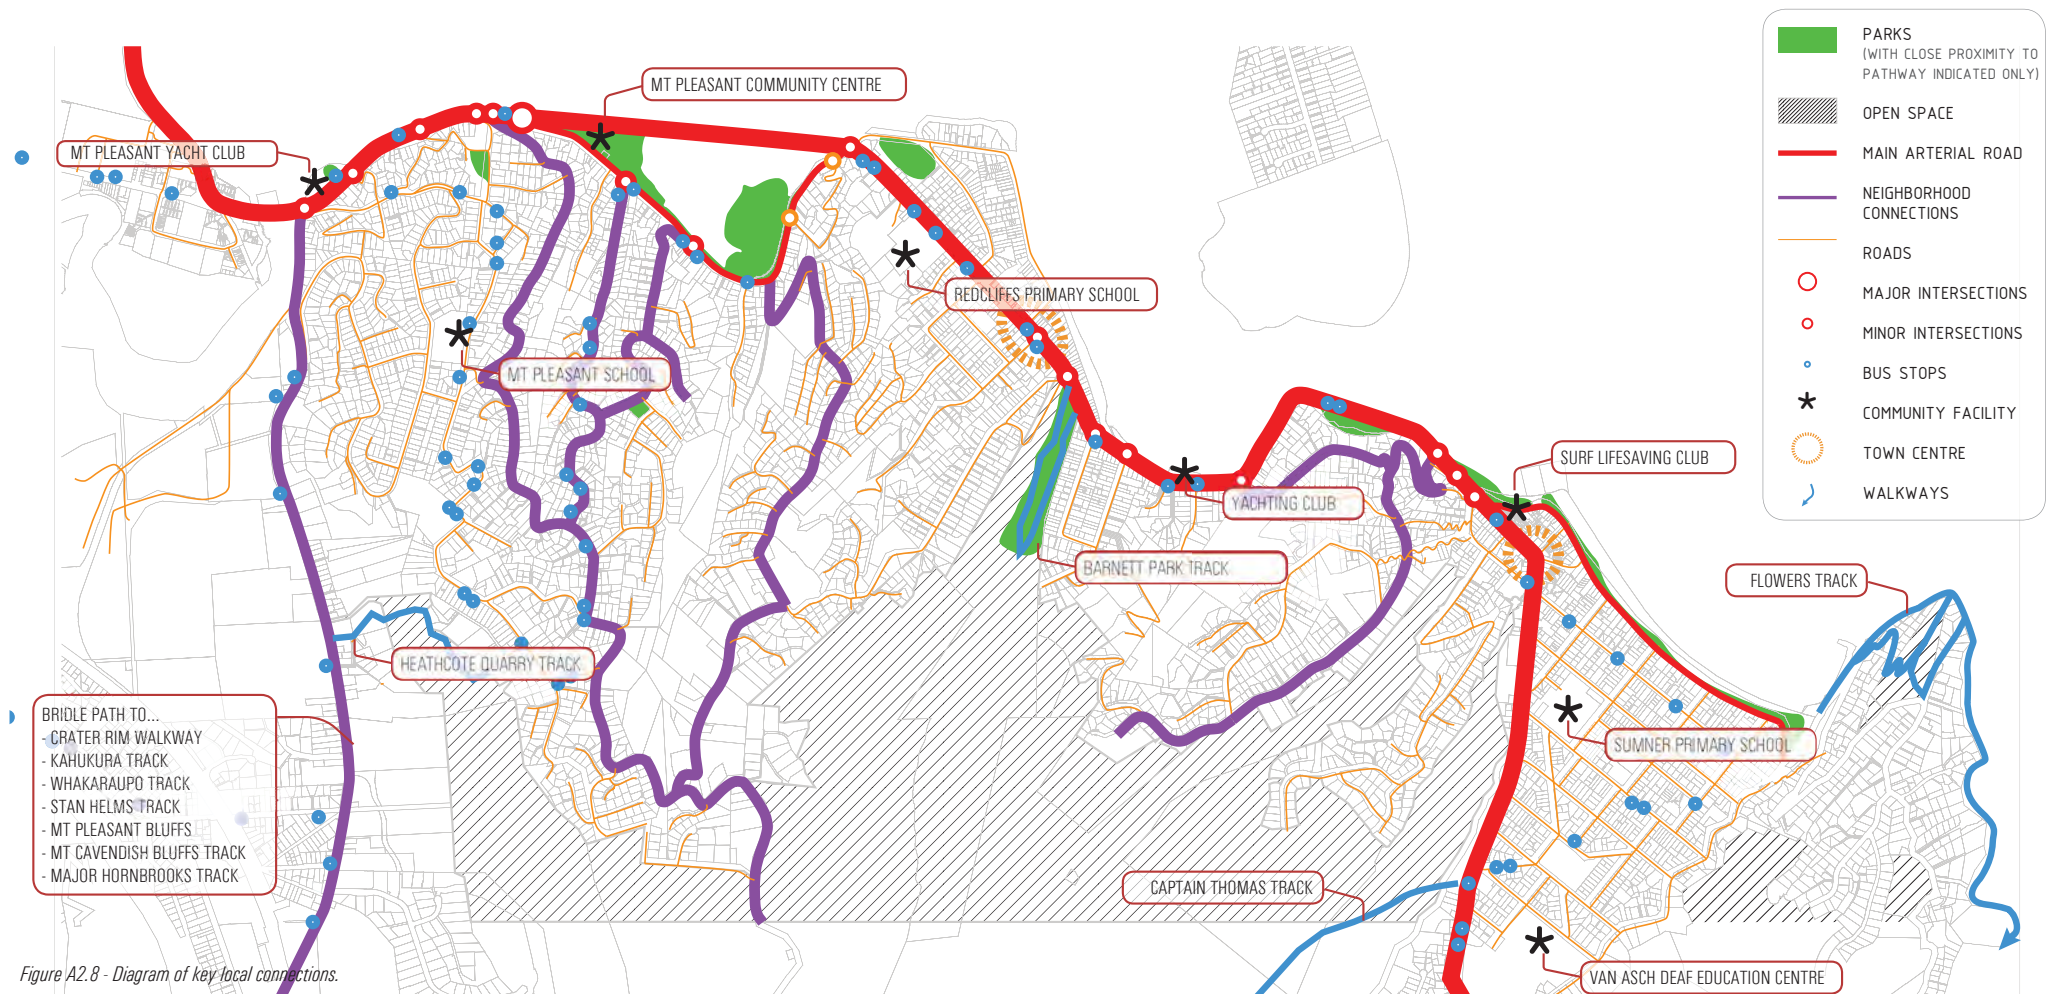 MT PLEASANT COMMUNITY CENTRE
MT PLEASANT YACHT CLUB
REDCLIFFS PRIMARY SCHOOL
MT PLEASANT SCHOOL
SURF LIFESAVING CLUB
YACHTING CLUB
BARNETT PARK TRACK
FLOWERS TRACK
HEATHCOTE QUARRY TRACK
BRIDLE PATH TO...
- CRATER RIM WALKWAY
- KAHUKURA TRACK
- WHAKARAUPO TRACK
- STAN HELMS TRACK
- MT PLEASANT BLUFFS
- MT CAVENDISH BLUFFS TRACK
- MAJOR HORNBROOKS TRACK
SUMNER PRIMARY SCHOOL
CAPTAIN THOMAS TRACK
VAN ASCH DEAF EDUCATION CENTRE
PARKS
(WITH CLOSE PROXIMITY TO
PATHWAY INDICATED ONLY)
OPEN SPACE
MAIN ARTERIAL ROAD
NEIGHBORHOOD
CONNECTIONS
ROADS
MAJOR INTERSECTIONS
MINOR INTERSECTIONS
BUS STOPS
COMMUNITY FACILITY
TOWN CENTRE
WALKWAYS
Figure A2.8 - Diagram of key local connections.